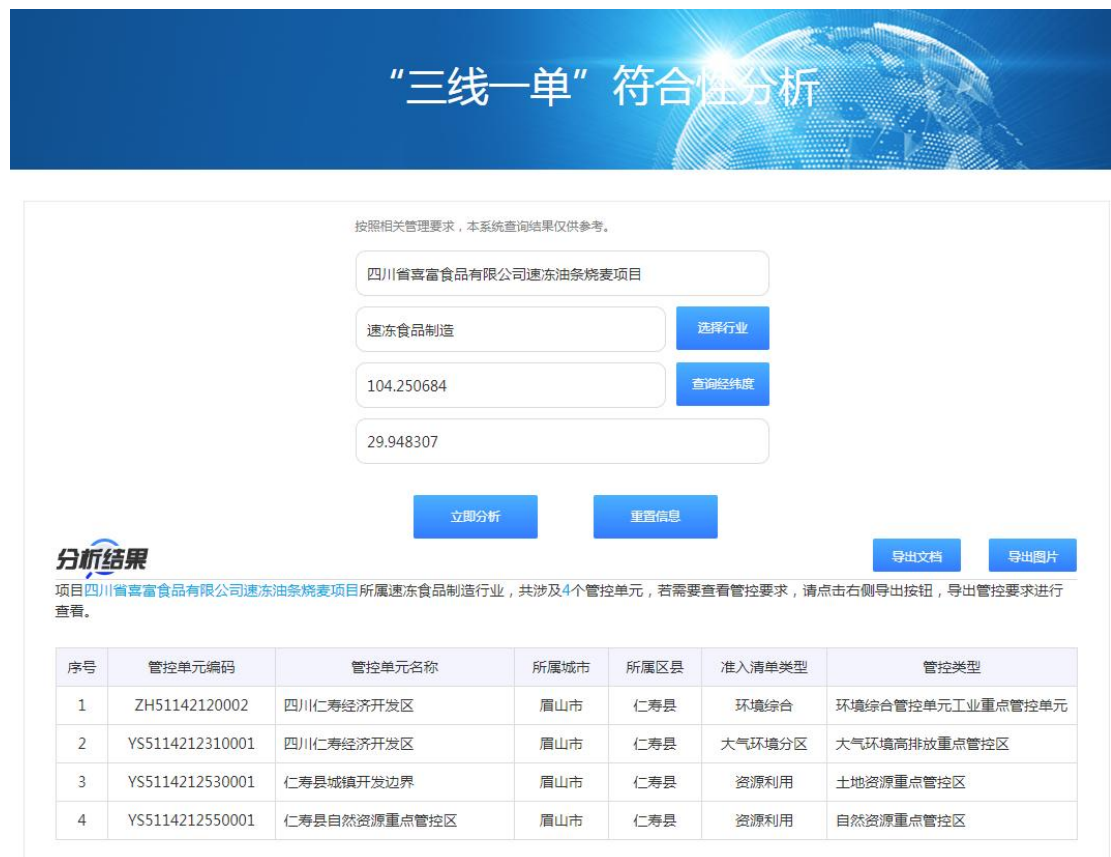 “三线一单”符合性分析
按照相关管理要求，本系统查询结果仅供参考。
四川省喜富食品有限公司速冻油条烧麦项目
速冻食品制造 选择行业
104.250684 查询经纬度
29.948307
立即分析 重置信息
分析结果 导出文档 导出图片
项目四川省喜富食品有限公司速冻油条烧麦项目所属速冻食品制造行业，共涉及4个管控单元，若需要查看管控要求，请点击右侧导出按钮，导出管控要求进行
查看。
序号 管控单元编码 管控单元名称 所属城市 所属区县 准入清单类型 管控类型
1 ZH51142120002 四川仁寿经济开发区 眉山市 仁寿县 环境综合 环境综合管控单元工业重点管控单元
2 YS5114212310001 四川仁寿经济开发区 眉山市 仁寿县 大气环境分区 大气环境高排放重点管控区
3 YS5114212530001 仁寿县城镇开发边界 眉山市 仁寿县 资源利用 土地资源重点管控区
4 YS5114212550001 仁寿县自然资源重点管控区 眉山市 仁寿县 资源利用 自然资源重点管控区